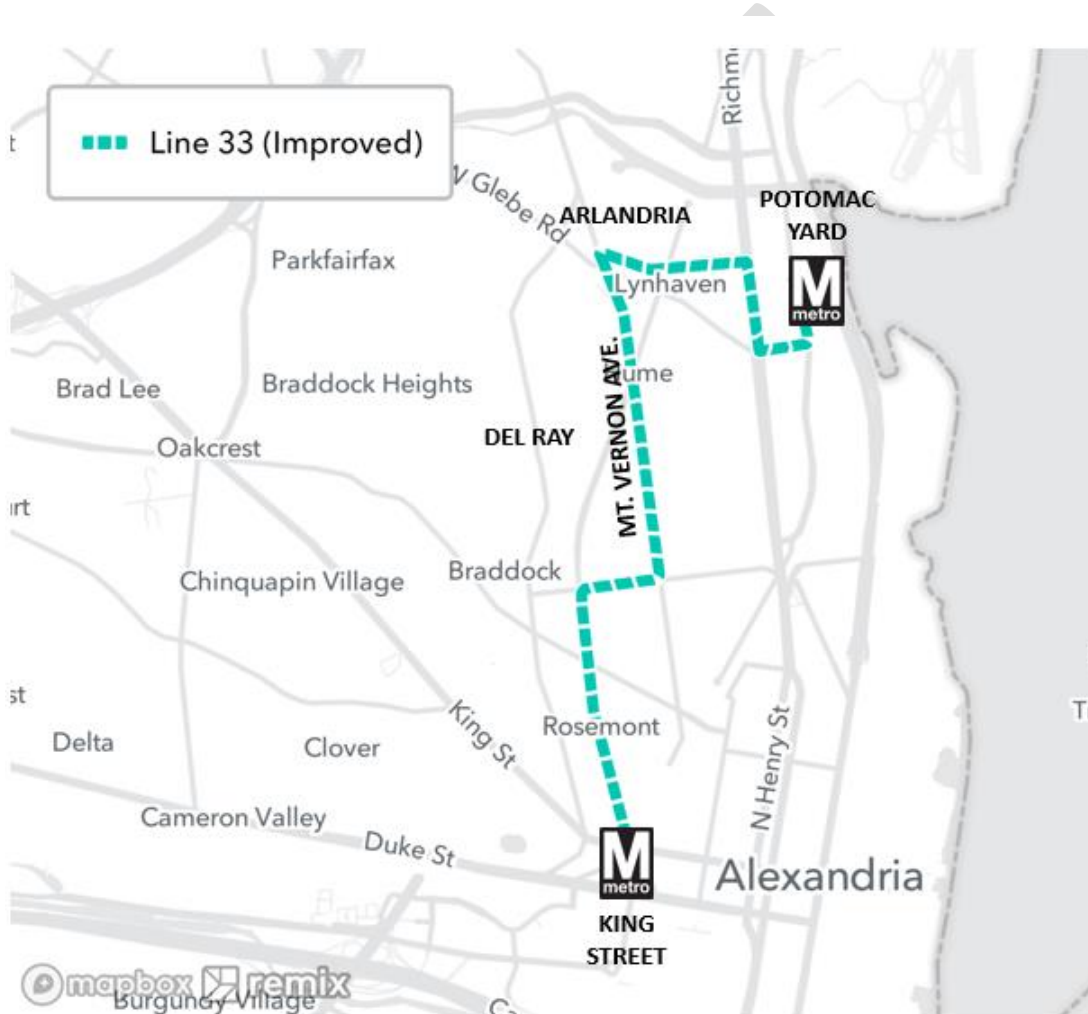 Line 33 (Improved)
Richm
W Glebe Rd
ARLANDRIA
POTOMAC
YARD
M
metro
Parkfairfax
Lynhaven
Brad Lee
Braddock Heights
ume
MT. VERNON AVE.
DEL RAY
Oakcrest
rt
Braddock
Chinquapin Village
st
Delta
Clover
King St
Rosemont
N Henry St
Cameron Valley
Duke St
M
metro
Alexandria
KING
STREET
mapbox remix
Burgundy Village